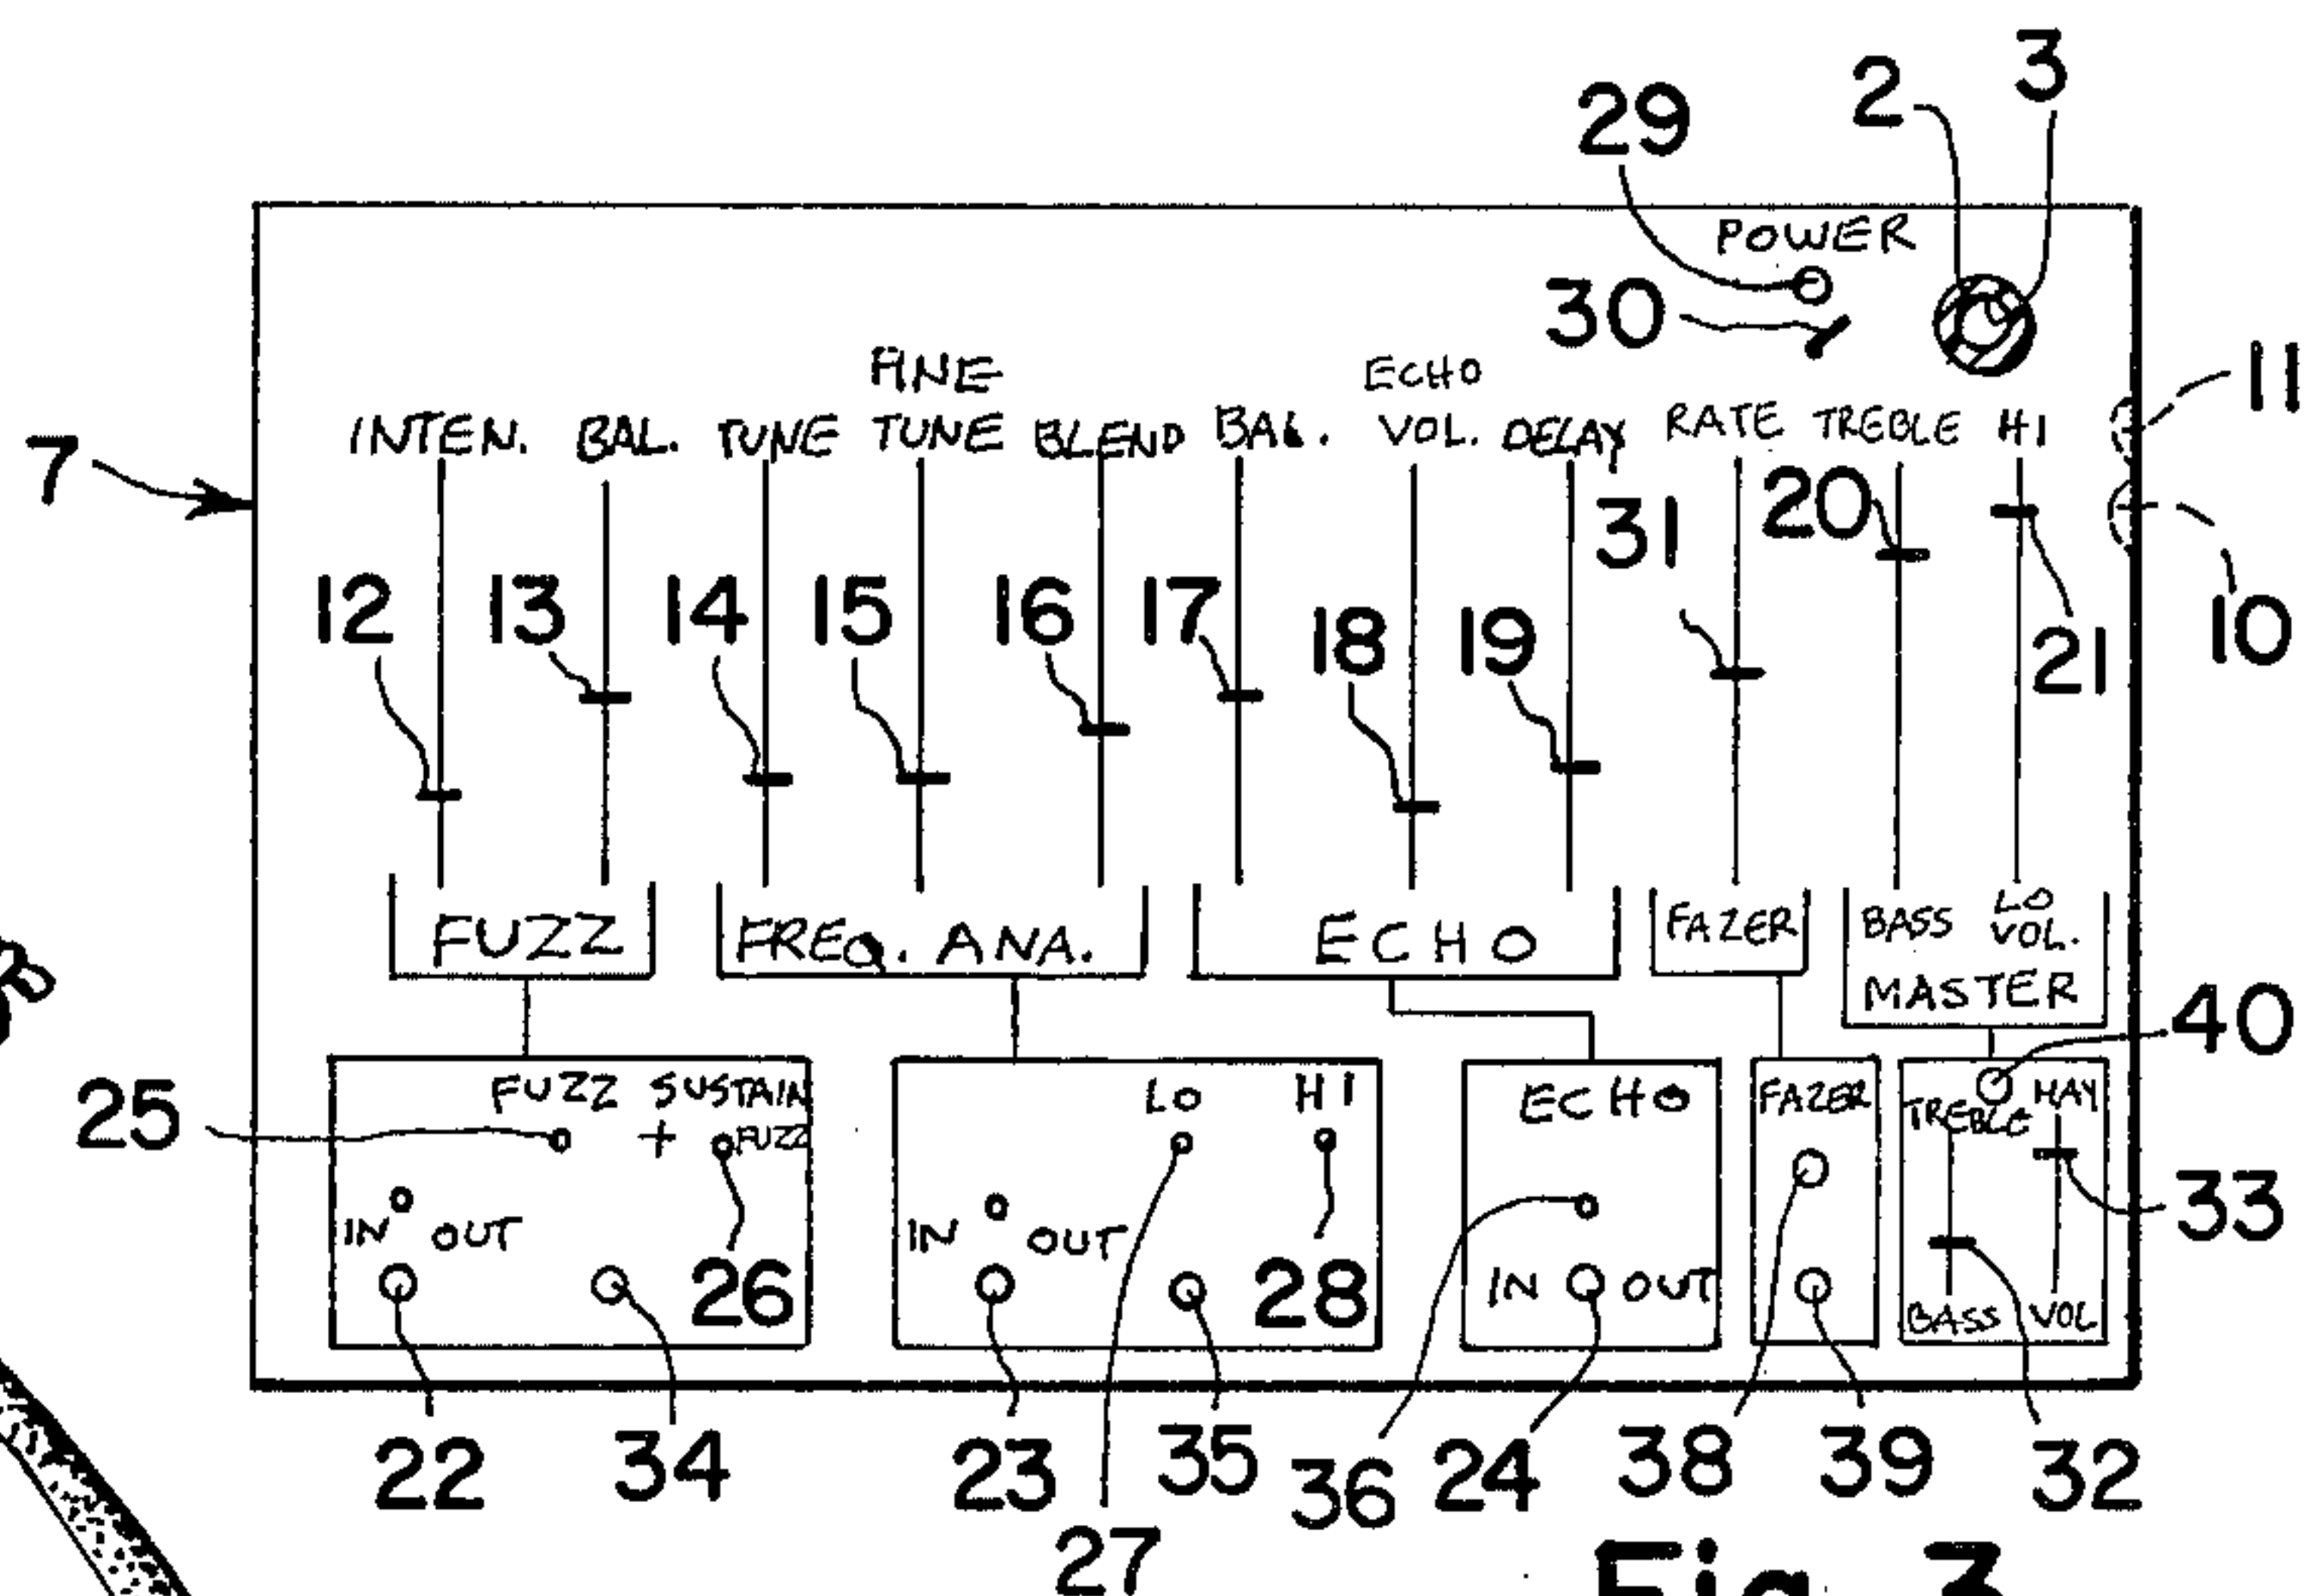 3
2
29
POWER
30
FINE
ECHO
11
INTEN. BAL. TUNE TUNE BLEND BAL. VOL. DELAY RATE TREBLE HI
7
20
31
12 13 14 15 16 17 18 19 21 10
LO
FUZZ FREQ. ANA. ECHO FAZER BASS VOL.
MASTER
40
FUZZ SUSTAIN LO HI ECHO FAZER TREBLE MAY
25 + FUZZ
33
IN OUT IN OUT
26 28 IN OUT
BASS VOL
22 34 23 35 36 24 38 39 32
27
Fig. 3